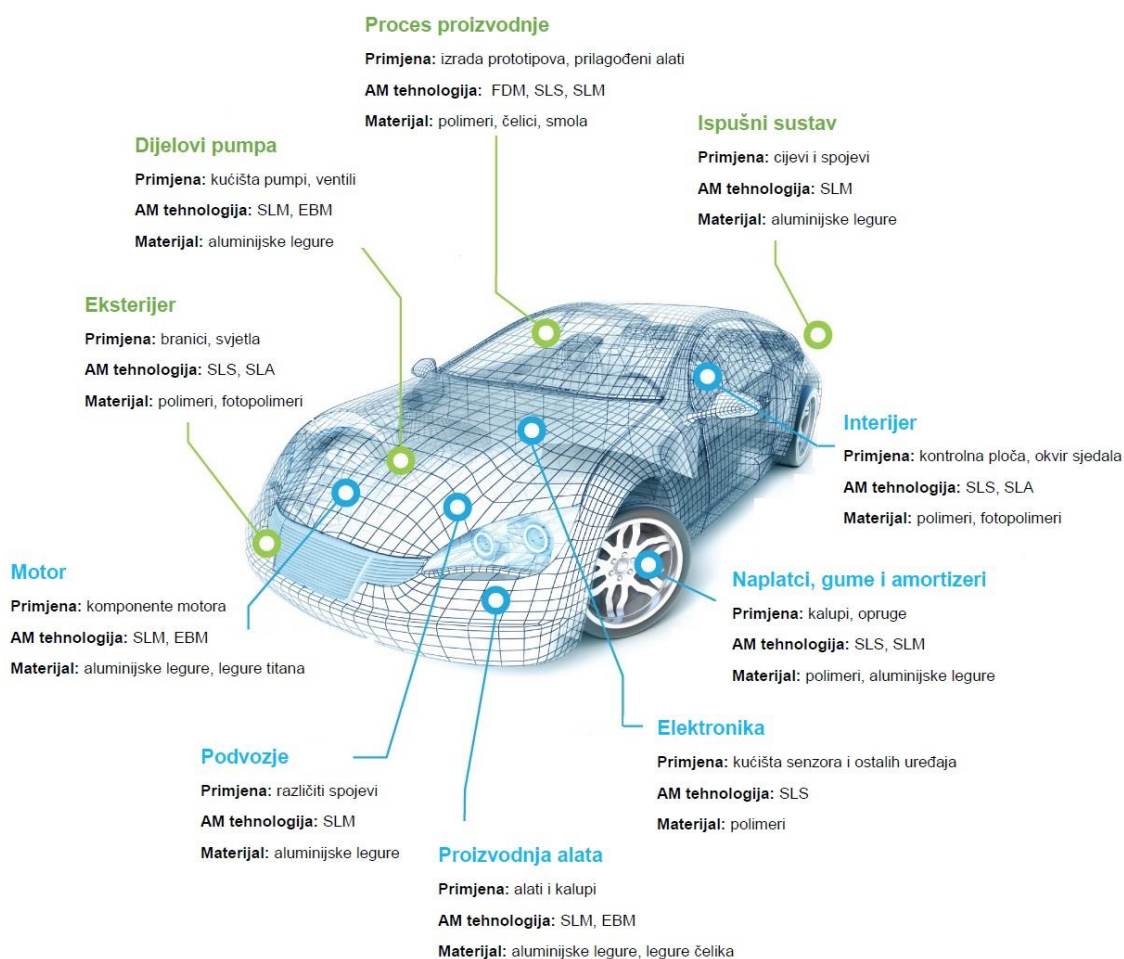 Proces proizvodnje
Primjena: izrada prototipova, prilagođeni alati
AM tehnologija: FDM, SLS, SLM
Materijal: polimeri, čelici, smola
Ispušni sustav
Primjena: cijevi i spojevi
AM tehnologija: SLM
Materijal: aluminijske legure
Dijelovi pumpa
Primjena: kućišta pumpi, ventili
AM tehnologija: SLM, EBM
Materijal: aluminijske legure
Eksterijer
Primjena: branici, svjetla
AM tehnologija: SLS, SLA
Materijal: polimeri, fotopolimeri
Interijer
Primjena: kontrolna ploča, okvir sjedala
AM tehnologija: SLS, SLA
Materijal: polimeri, fotopolimeri
Motor
Primjena: komponente motora
AM tehnologija: SLM, EBM
Materijal: aluminijske legure, legure titana
Naplatci, gume i amortizeri
Primjena: kalupi, opruge
AM tehnologija: SLS, SLM
Materijal: polimeri, aluminijske legure
Elektronika
Primjena: kućišta senzora i ostalih uređaja
AM tehnologija: SLS
Materijal: polimeri
Podvozje
Primjena: različiti spojevi
AM tehnologija: SLM
Materijal: aluminijske legure
Proizvodnja alata
Primjena: alati i kalupi
AM tehnologija: SLM, EBM
Materijal: aluminijske legure, legure čelika